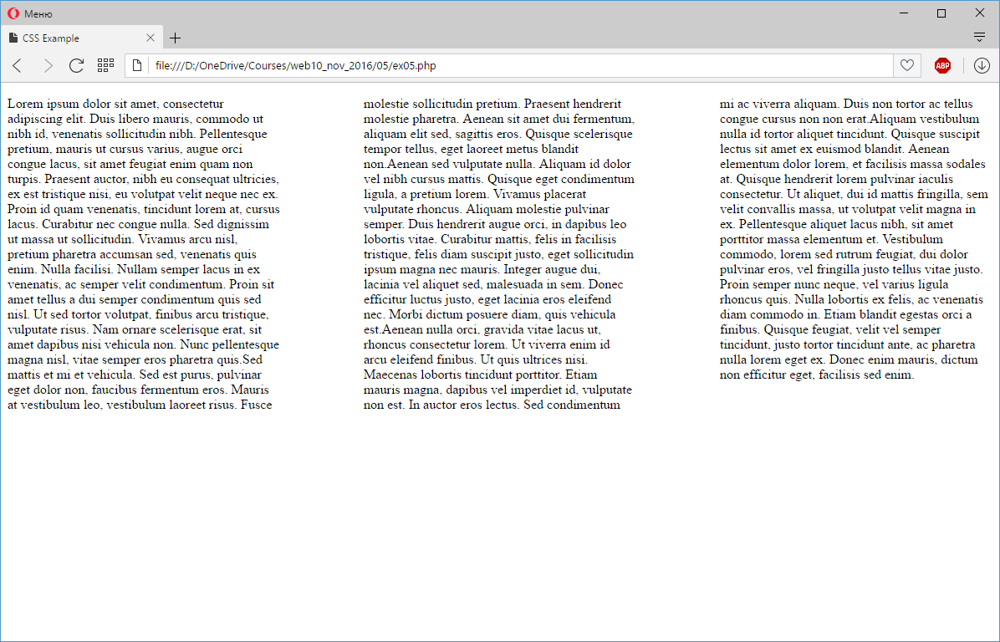 Меню
CSS Example
file:///D:/OneDrive/Courses/web10_nov_2016/05/ex05.php
ABP
Lorem ipsum dolor sit amet, consectetur
adipiscing elit. Duis libero mauris, commodo ut
nibh id, venenatis sollicitudin nibh. Pellentesque
pretium, mauris ut cursus varius, augue orci
congue lacus, sit amet feugiat enim quam non
turpis. Praesent auctor, nibh eu consequat ultricies,
ex est tristique nisi, eu volutpat velit neque nec ex.
Proin id quam venenatis, tincidunt lorem at, cursus
lacus. Curabitur nec congue nulla. Sed dignissim
ut massa ut sollicitudin. Vivamus arcu nisl,
pretium pharetra accumsan sed, venenatis quis
enim. Nulla facilisi. Nullam semper lacus in ex
venenatis, ac semper velit condimentum. Proin sit
amet tellus a dui semper condimentum quis sed
nisl. Ut sed tortor volutpat, finibus arcu tristique,
vulputate risus. Nam ornare scelerisque erat, sit
amet dapibus nisi vehicula non. Nunc pellentesque
magna nisl, vitae semper eros pharetra quis.Sed
mattis et mi et vehicula. Sed est purus, pulvinar
eget dolor non, faucibus fermentum eros. Mauris
at vestibulum leo, vestibulum laoreet risus. Fusce
molestie sollicitudin pretium. Praesent hendrerit
molestie pharetra. Aenean sit amet dui fermentum,
aliquam elit sed, sagittis eros. Quisque scelerisque
tempor tellus, eget laoreet metus blandit
non.Aenean sed vulputate nulla. Aliquam id dolor
vel nibh cursus mattis. Quisque eget condimentum
ligula, a pretium lorem. Vivamus placerat
vulputate rhoncus. Aliquam molestie pulvinar
semper. Duis hendrerit augue orci, in dapibus leo
lobortis vitae. Curabitur mattis, felis in facilisis
tristique, felis diam suscipit justo, eget sollicitudin
ipsum magna nec mauris. Integer augue dui,
lacinia vel aliquet sed, malesuada in sem. Donec
efficitur luctus justo, eget lacinia eros eleifend
nec. Morbi dictum posuere diam, quis vehicula
est.Aenean nulla orci, gravida vitae lacus ut,
rhoncus consectetur lorem. Ut viverra enim id
arcu eleifend finibus. Ut quis ultrices nisi.
Maecenas lobortis tincidunt porttitor. Etiam
mauris magna, dapibus vel imperdiet id, vulputate
non est. In auctor eros lectus. Sed condimentum
mi ac viverra aliquam. Duis non tortor ac tellus
congue cursus non non erat.Aliquam vestibulum
nulla id tortor aliquet tincidunt. Quisque suscipit
lectus sit amet ex euismod blandit. Aenean
elementum dolor lorem, et facilisis massa sodales
at. Quisque hendrerit lorem pulvinar iaculis
consectetur. Ut aliquet, dui id mattis fringilla, sem
velit convallis massa, ut volutpat velit magna in
ex. Pellentesque aliquet lacus nibh, sit amet
porttitor massa elementum et. Vestibulum
commodo, lorem sed rutrum feugiat, dui dolor
pulvinar eros, vel fringilla justo tellus vitae justo.
Proin semper nunc neque, vel varius ligula
rhoncus quis. Nulla lobortis ex felis, ac venenatis
diam commodo in. Etiam blandit egestas orci a
finibus. Quisque feugiat, velit vel semper
tincidunt, justo tortor tincidunt ante, ac pharetra
nulla lorem eget ex. Donec enim mauris, dictum
non efficitur eget, facilisis sed enim.